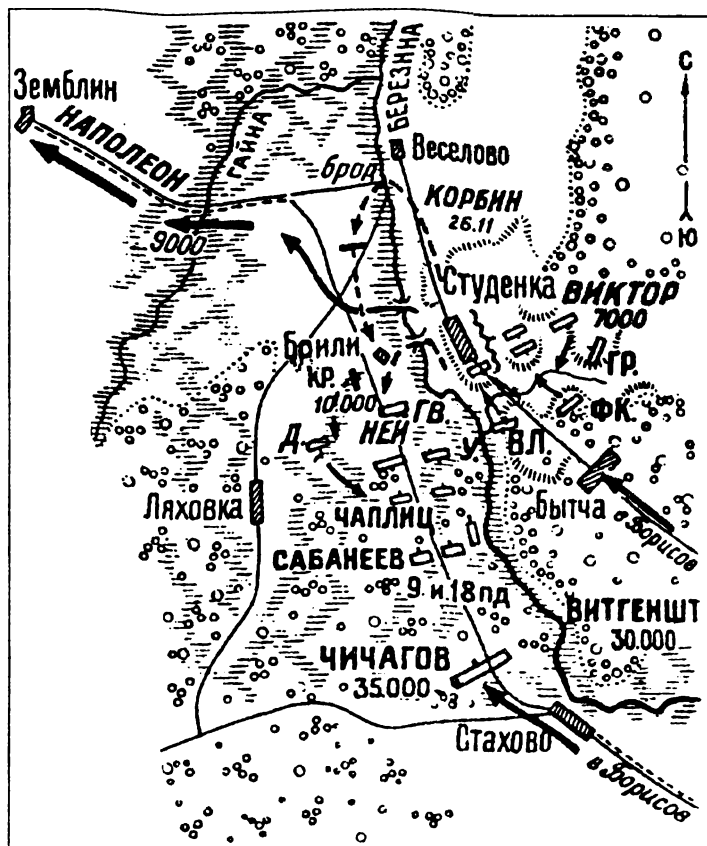 С
Земблин
НАПОЛЕОН
9000
ГАЙНА
БЕРЕЗИНА
брод
Веселово
КОРБИН
26.11
Ю
Студенка
ВИКТОР
7000
ГР.
ФК.
Брили
КР.
10.000
ГВ.
НЕЙ
Д.
У.
ВЛ.
Бытча
в Борисов
Ляховка
ЧАПЛИЦ
САБАНЕЕВ
9 и 18 пд
ВИТГЕНШТ
30.000
ЧИЧАГОВ
35.000
Стахово
в Борисов